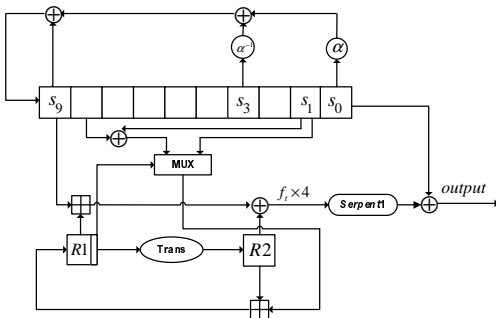 α⁻¹
α
s₉
s₃
s₁
s₀
MUX
fₜ×4
Serpent1
output
R1
Trans
R2